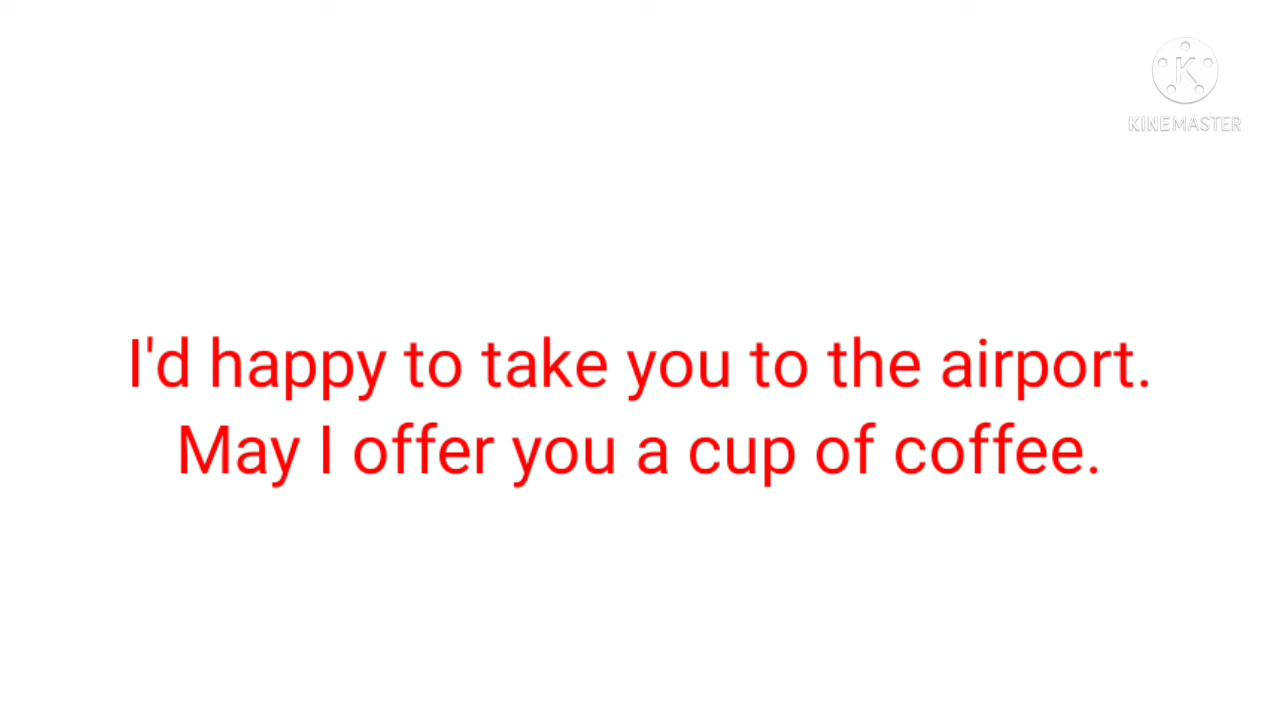 KINEMASTER
I'd happy to take you to the airport.
May I offer you a cup of coffee.